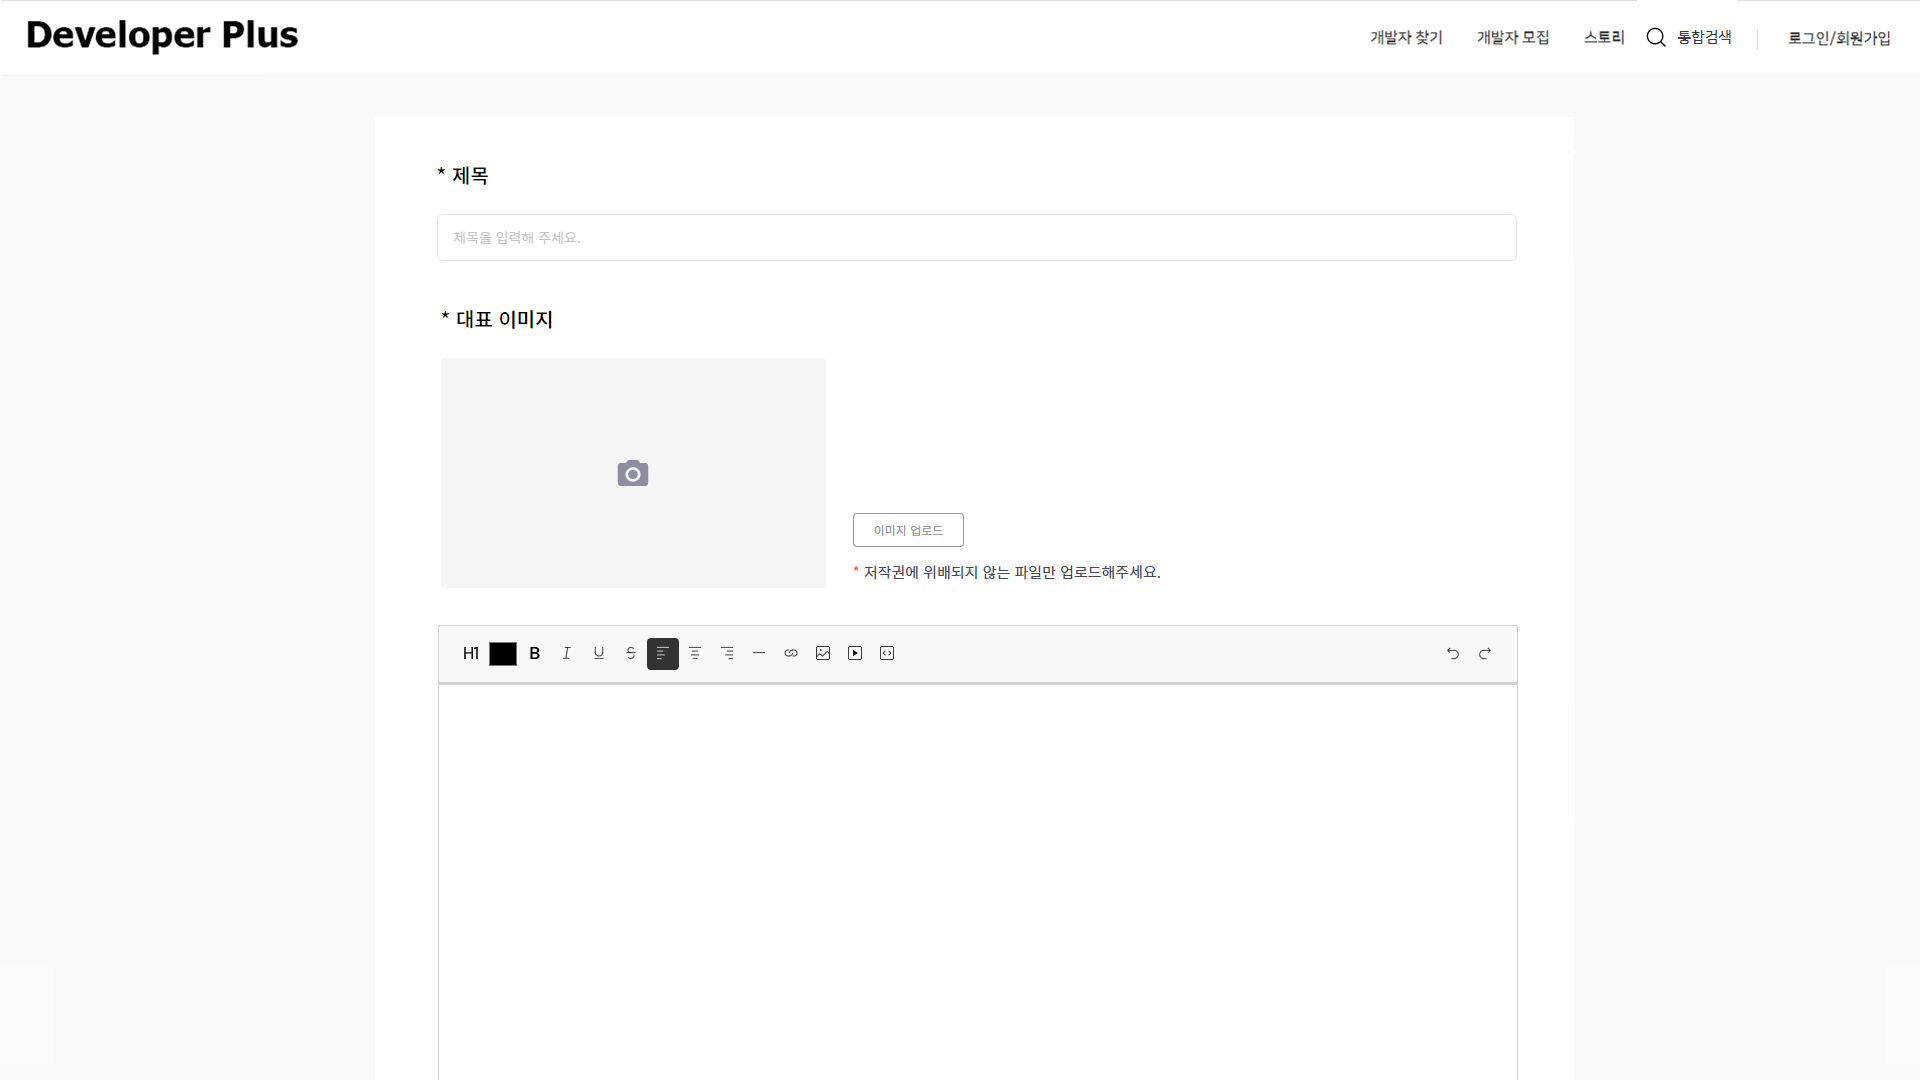 Developer Plus
개발자 찾기 개발자 모집 스토리 통합검색 로그인/회원가입
* 제목
제목을 입력해 주세요.
* 대표 이미지
이미지 업로드
* 저작권에 위배되지 않는 파일만 업로드해주세요.
H1 B I U S